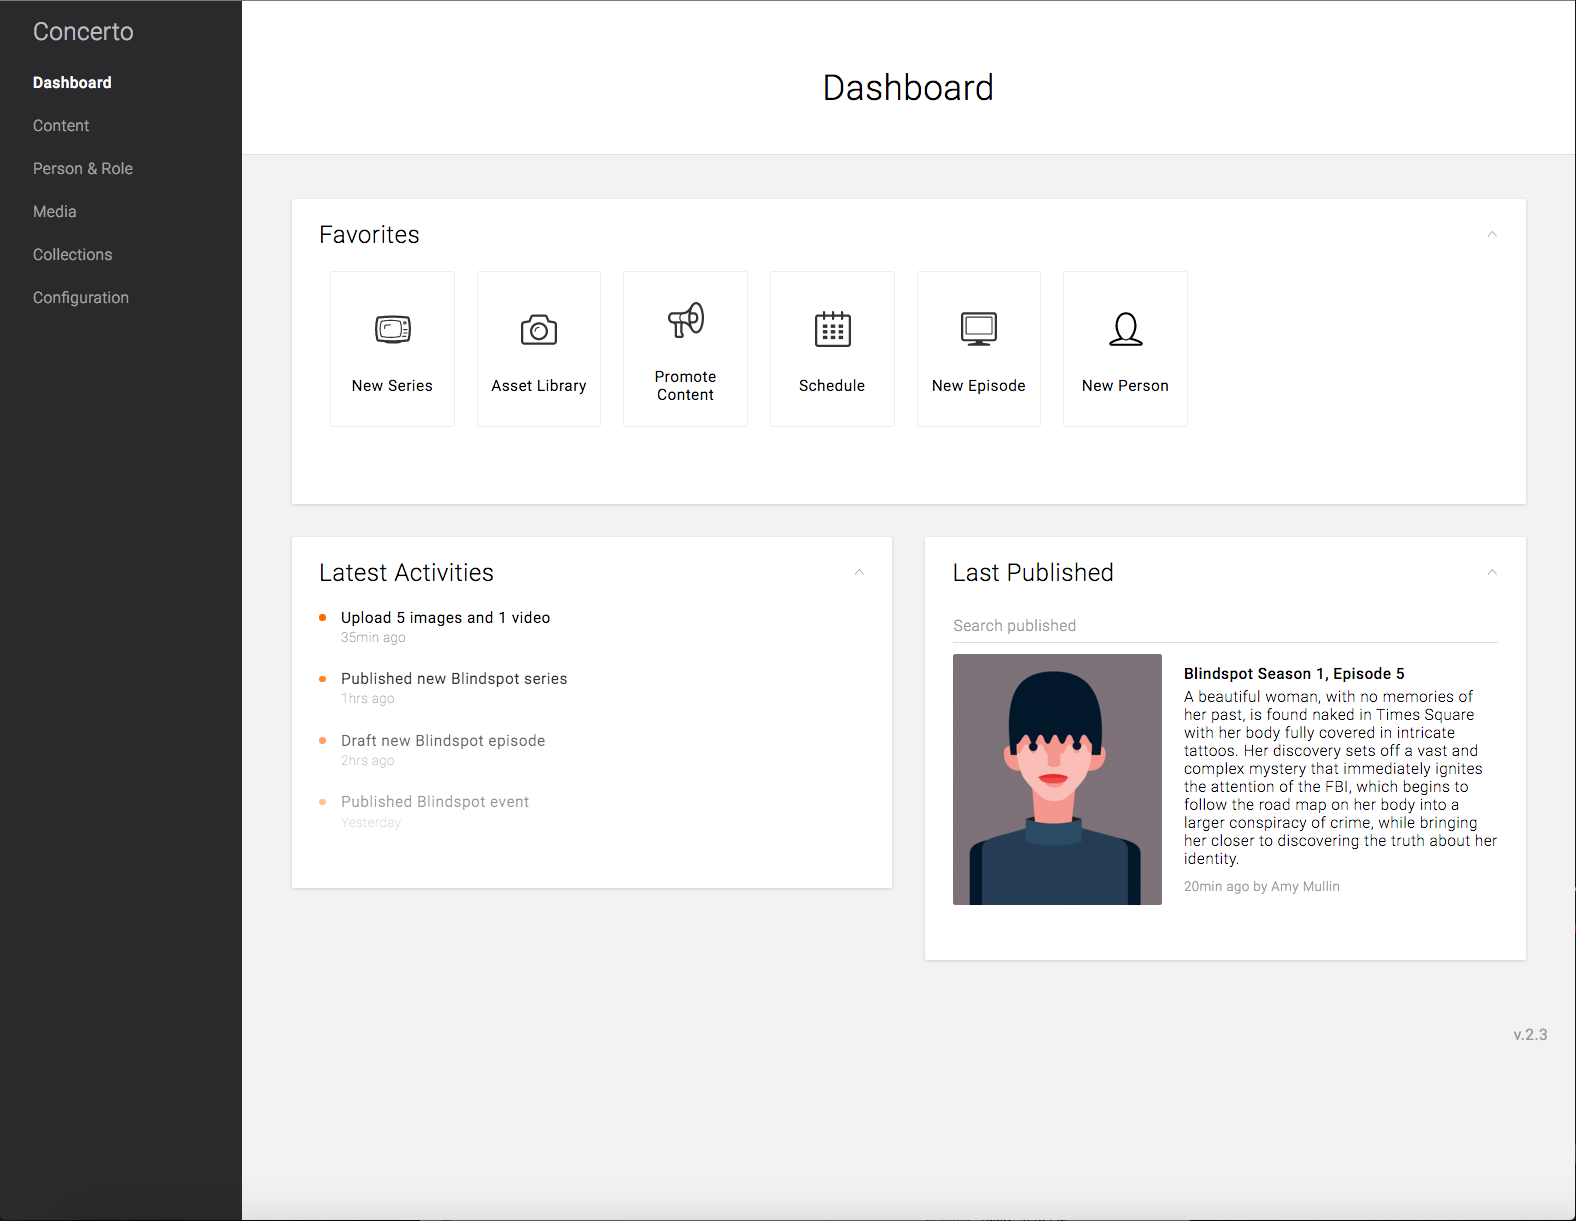 Concerto
Dashboard
Content
Person & Role
Media
Collections
Configuration
Dashboard
Favorites
New Series
Asset Library
Promote
Content
Schedule
New Episode
New Person
Latest Activities
Upload 5 images and 1 video
35min ago
Published new Blindspot series
1hrs ago
Draft new Blindspot episode
2hrs ago
Published Blindspot event
Yesterday
Last Published
Search published
Blindspot Season 1, Episode 5
A beautiful woman, with no memories of
her past, is found naked in Times Square
with her body fully covered in intricate
tattoos. Her discovery sets off a vast and
complex mystery that immediately ignites
the attention of the FBI, which begins to
follow the road map on her body into a
larger conspiracy of crime, while bringing
her closer to discovering the truth about her
identity.
20min ago by Amy Mullin
v.2.3